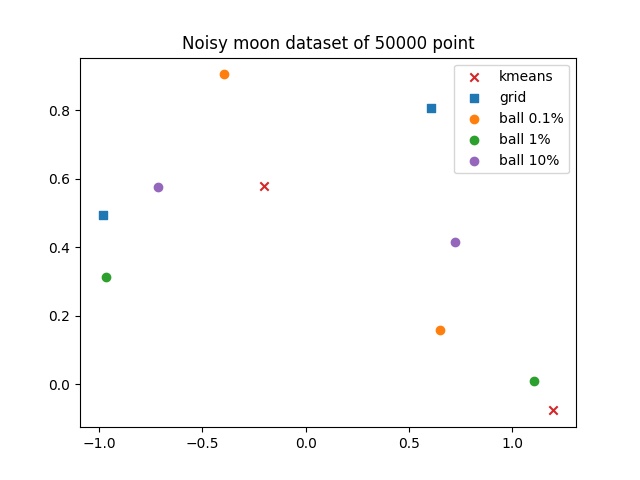 Noisy moon dataset of 50000 point
kmeans
grid
ball 0.1%
ball 1%
ball 10%
0.8
0.6
0.4
0.2
0.0
−1.0 −0.5 0.0 0.5 1.0